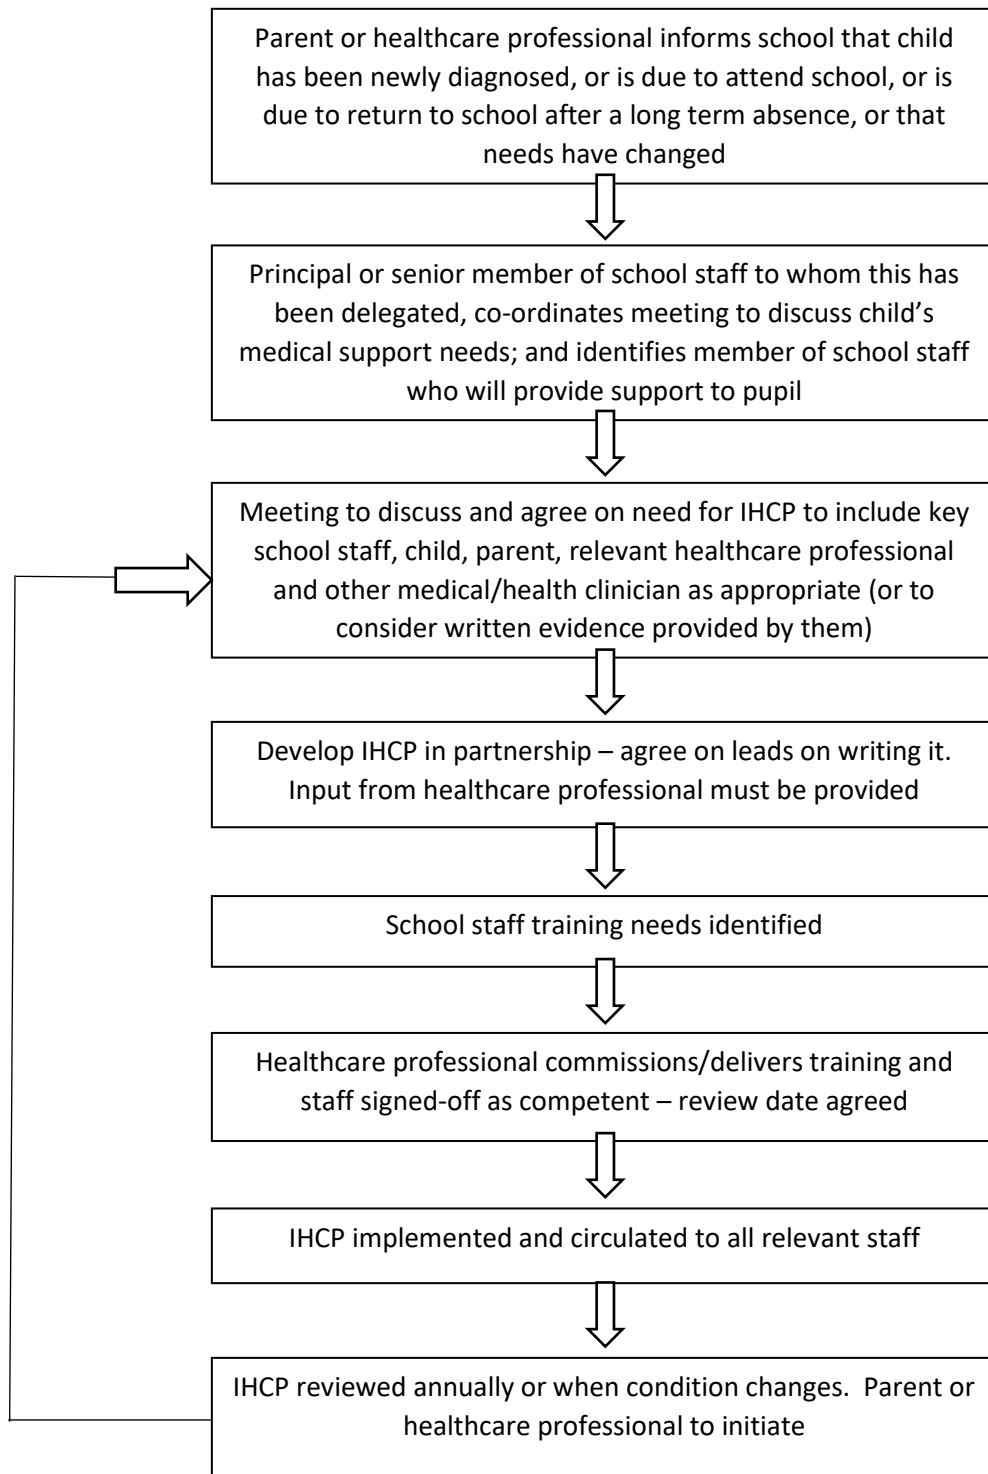 Parent or healthcare professional informs school that child
has been newly diagnosed, or is due to attend school, or is
due to return to school after a long term absence, or that
needs have changed
Principal or senior member of school staff to whom this has
been delegated, co-ordinates meeting to discuss child’s
medical support needs; and identifies member of school staff
who will provide support to pupil
Meeting to discuss and agree on need for IHCP to include key
school staff, child, parent, relevant healthcare professional
and other medical/health clinician as appropriate (or to
consider written evidence provided by them)
Develop IHCP in partnership – agree on leads on writing it.
Input from healthcare professional must be provided
School staff training needs identified
Healthcare professional commissions/delivers training and
staff signed-off as competent – review date agreed
IHCP implemented and circulated to all relevant staff
IHCP reviewed annually or when condition changes.  Parent or
healthcare professional to initiate